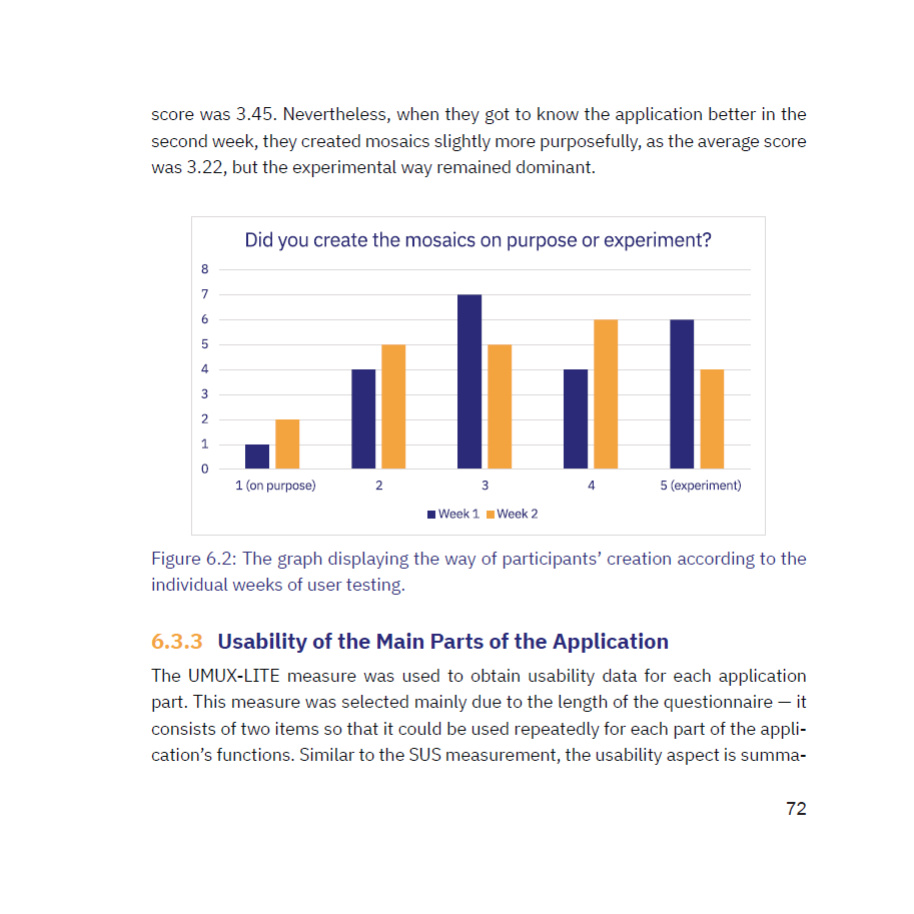 score was 3.45. Nevertheless, when they got to know the application better in the
second week, they created mosaics slightly more purposefully, as the average score
was 3.22, but the experimental way remained dominant.
Did you create the mosaics on purpose or experiment?
8
7
6
5
4
3
2
1
0
1 (on purpose) 2 3 4 5 (experiment)
Week 1 Week 2
Figure 6.2: The graph displaying the way of participants’ creation according to the
individual weeks of user testing.
6.3.3 Usability of the Main Parts of the Application
The UMUX-LITE measure was used to obtain usability data for each application
part. This measure was selected mainly due to the length of the questionnaire — it
consists of two items so that it could be used repeatedly for each part of the appli-
cation’s functions. Similar to the SUS measurement, the usability aspect is summa-
72